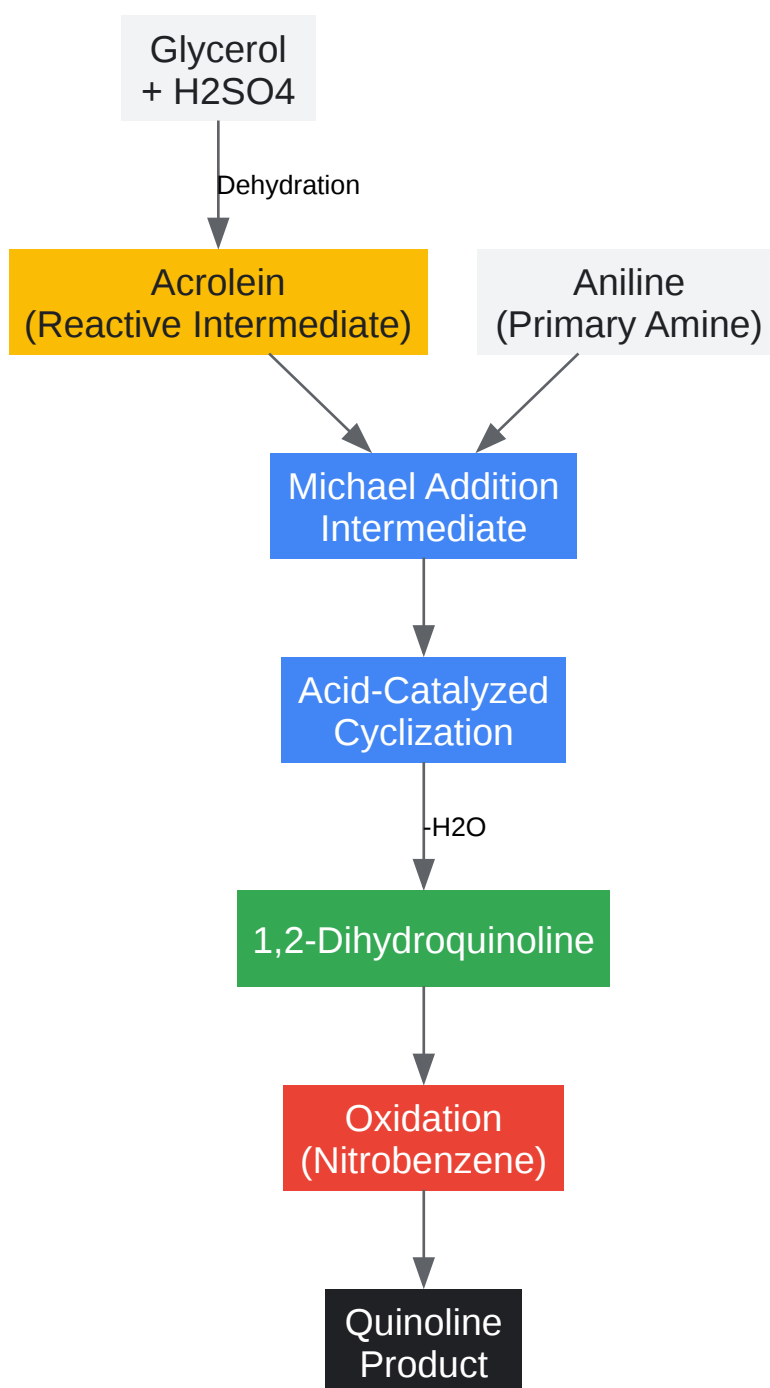 Glycerol
+ H2SO4
Dehydration
Acrolein
(Reactive Intermediate)
Aniline
(Primary Amine)
Michael Addition
Intermediate
Acid-Catalyzed
Cyclization
-H2O
1,2-Dihydroquinoline
Oxidation
(Nitrobenzene)
Quinoline
Product